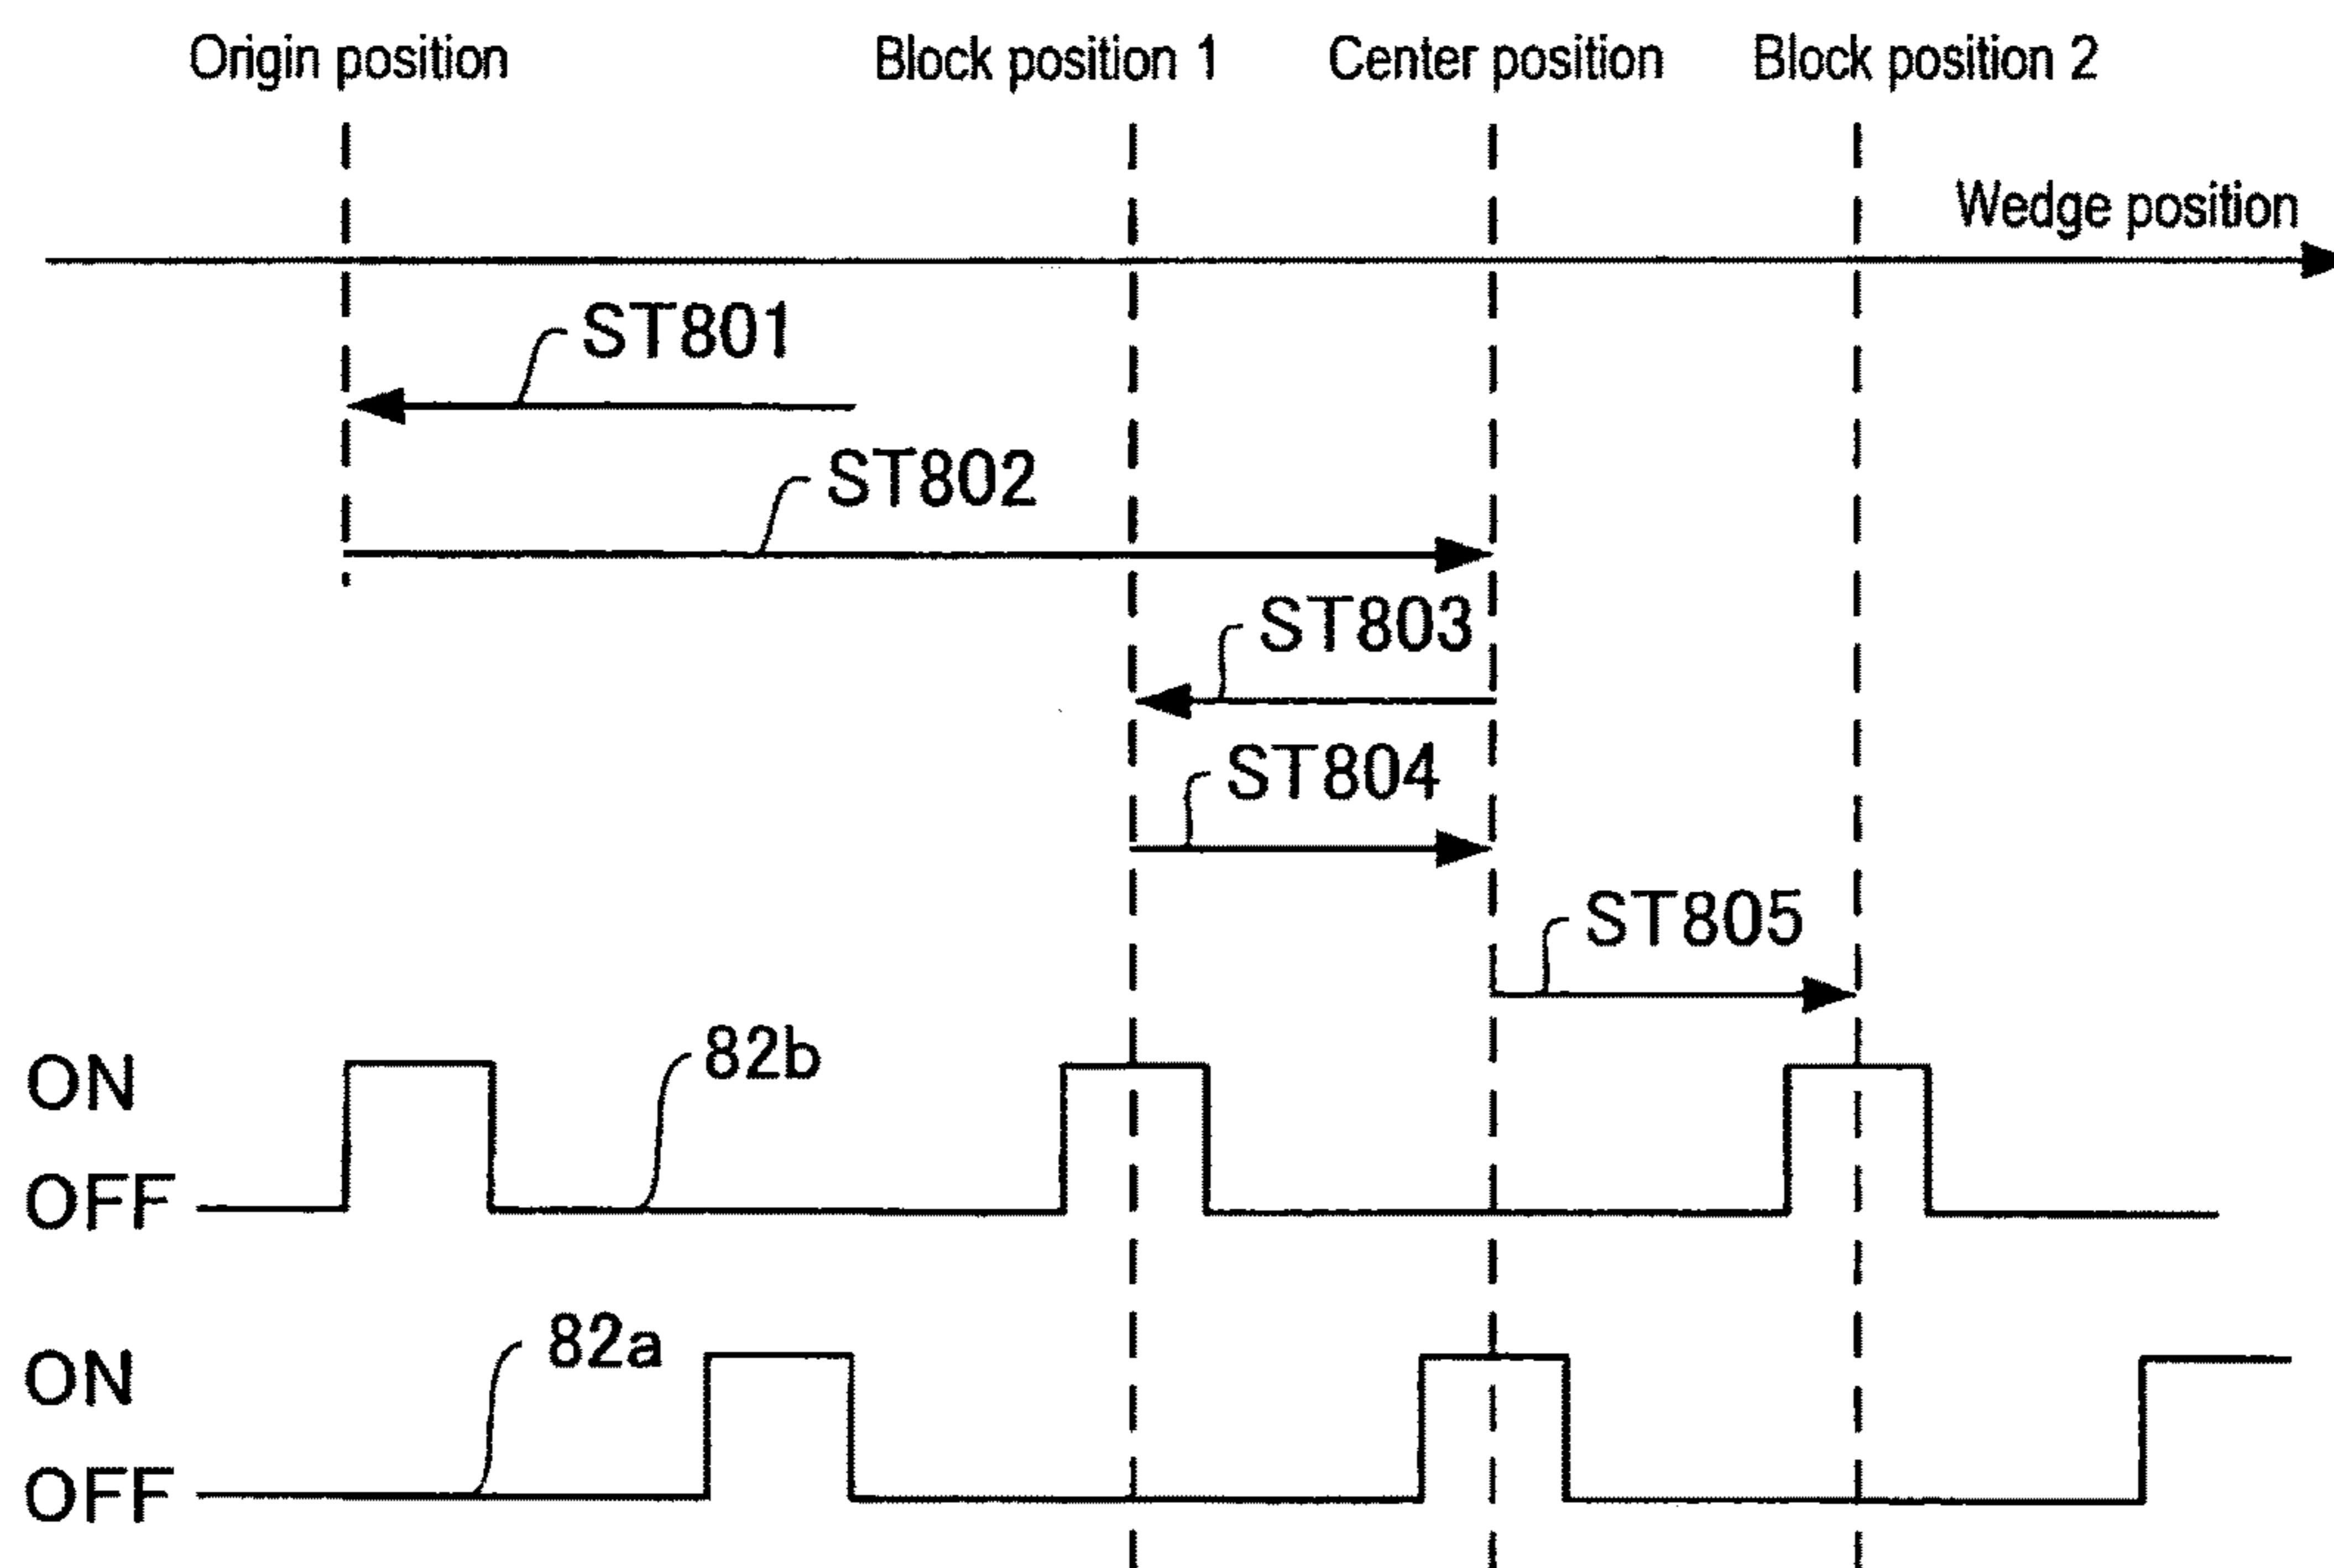 Origin position
Block position 1
Center position
Block position 2
Wedge position
ST801
ST802
ST803
ST804
ST805
82b
ON
OFF
82a
ON
OFF